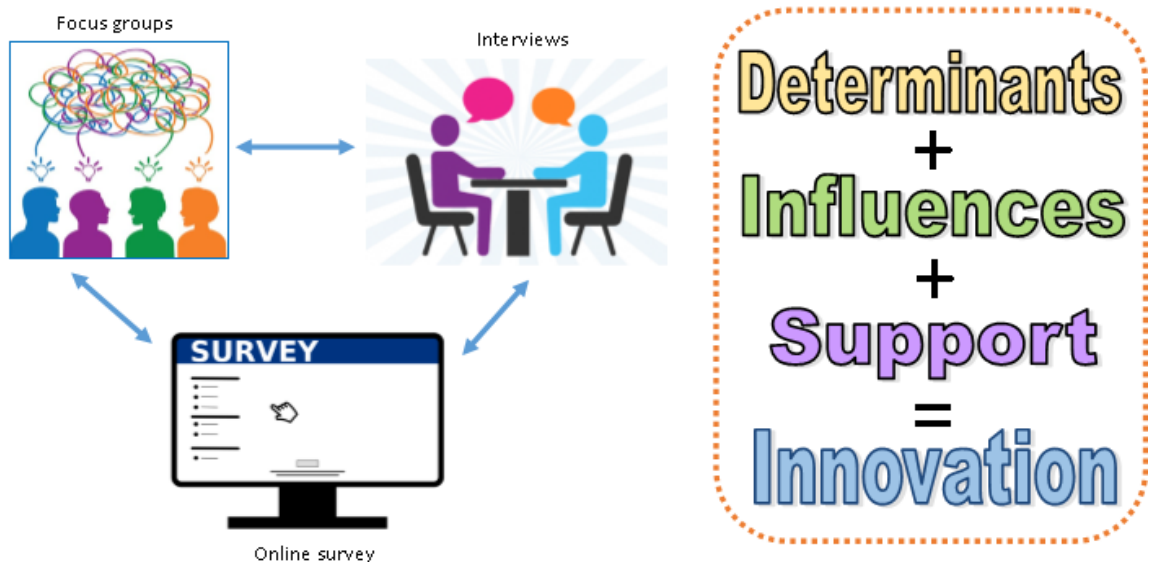 Focus groups
Interviews
SURVEY
Online survey
Determinants
+
Influences
+
Support
=
Innovation